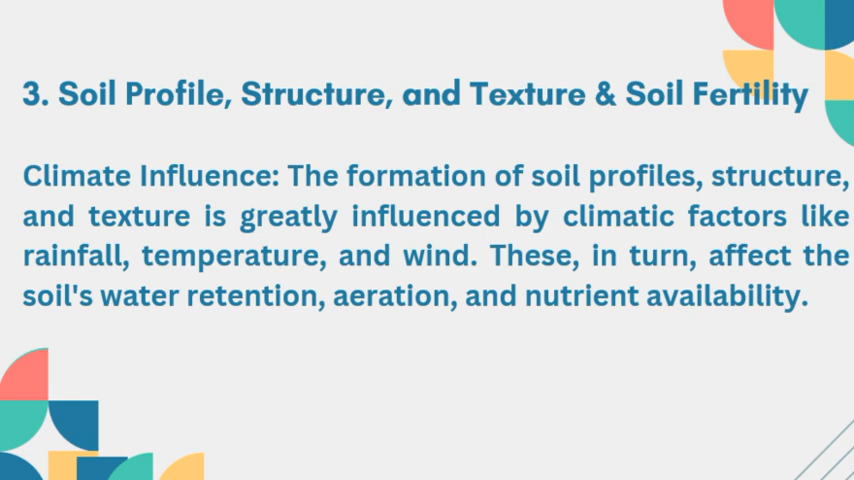 3. Soil Profile, Structure, and Texture & Soil Fertility
Climate Influence: The formation of soil profiles, structure,
and texture is greatly influenced by climatic factors like
rainfall, temperature, and wind. These, in turn, affect the
soil's water retention, aeration, and nutrient availability.